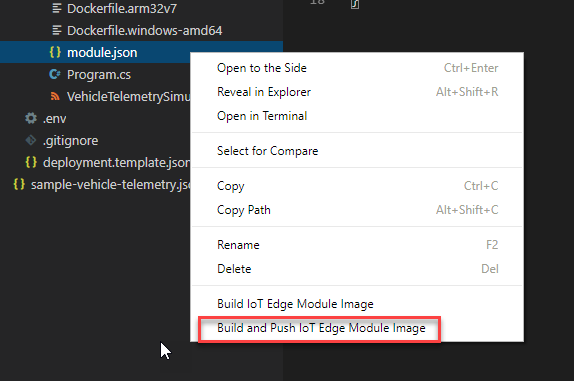 Dockerfile.arm32v7
18
}
Dockerfile.windows-amd64
{} module.json
Open to the Side Ctrl+Enter
C# Program.cs
Reveal in Explorer Alt+Shift+R
VehicleTelemetrySimu
Open in Terminal
.env
.gitignore
Select for Compare
{} deployment.template.json
{} sample-vehicle-telemetry.js
Copy Ctrl+C
Copy Path Alt+Shift+C
Rename F2
Delete Del
Build IoT Edge Module Image
Build and Push IoT Edge Module Image